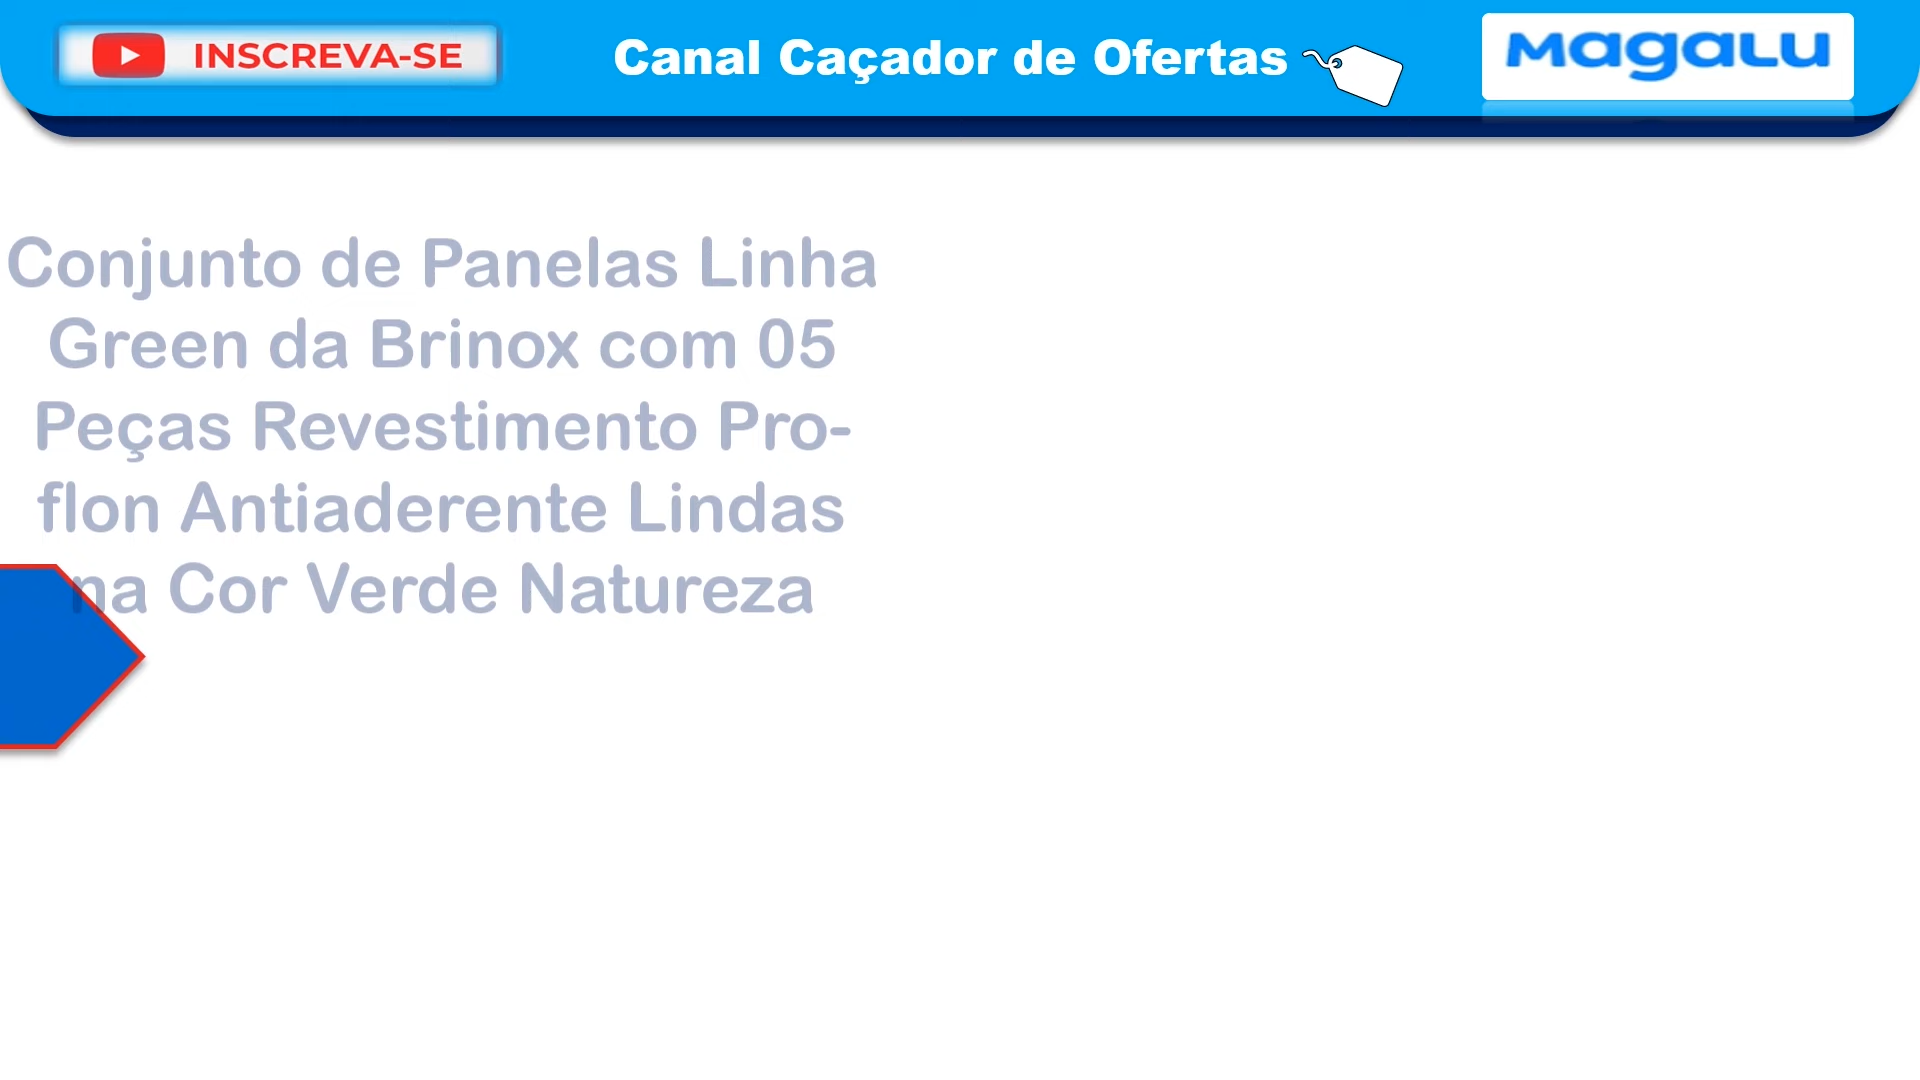 INSCREVA-SE
Canal Caçador de Ofertas
Magalu
Conjunto de Panelas Linha
Green da Brinox com 05
Peças Revestimento Pro-
flon Antiaderente Lindas
na Cor Verde Natureza